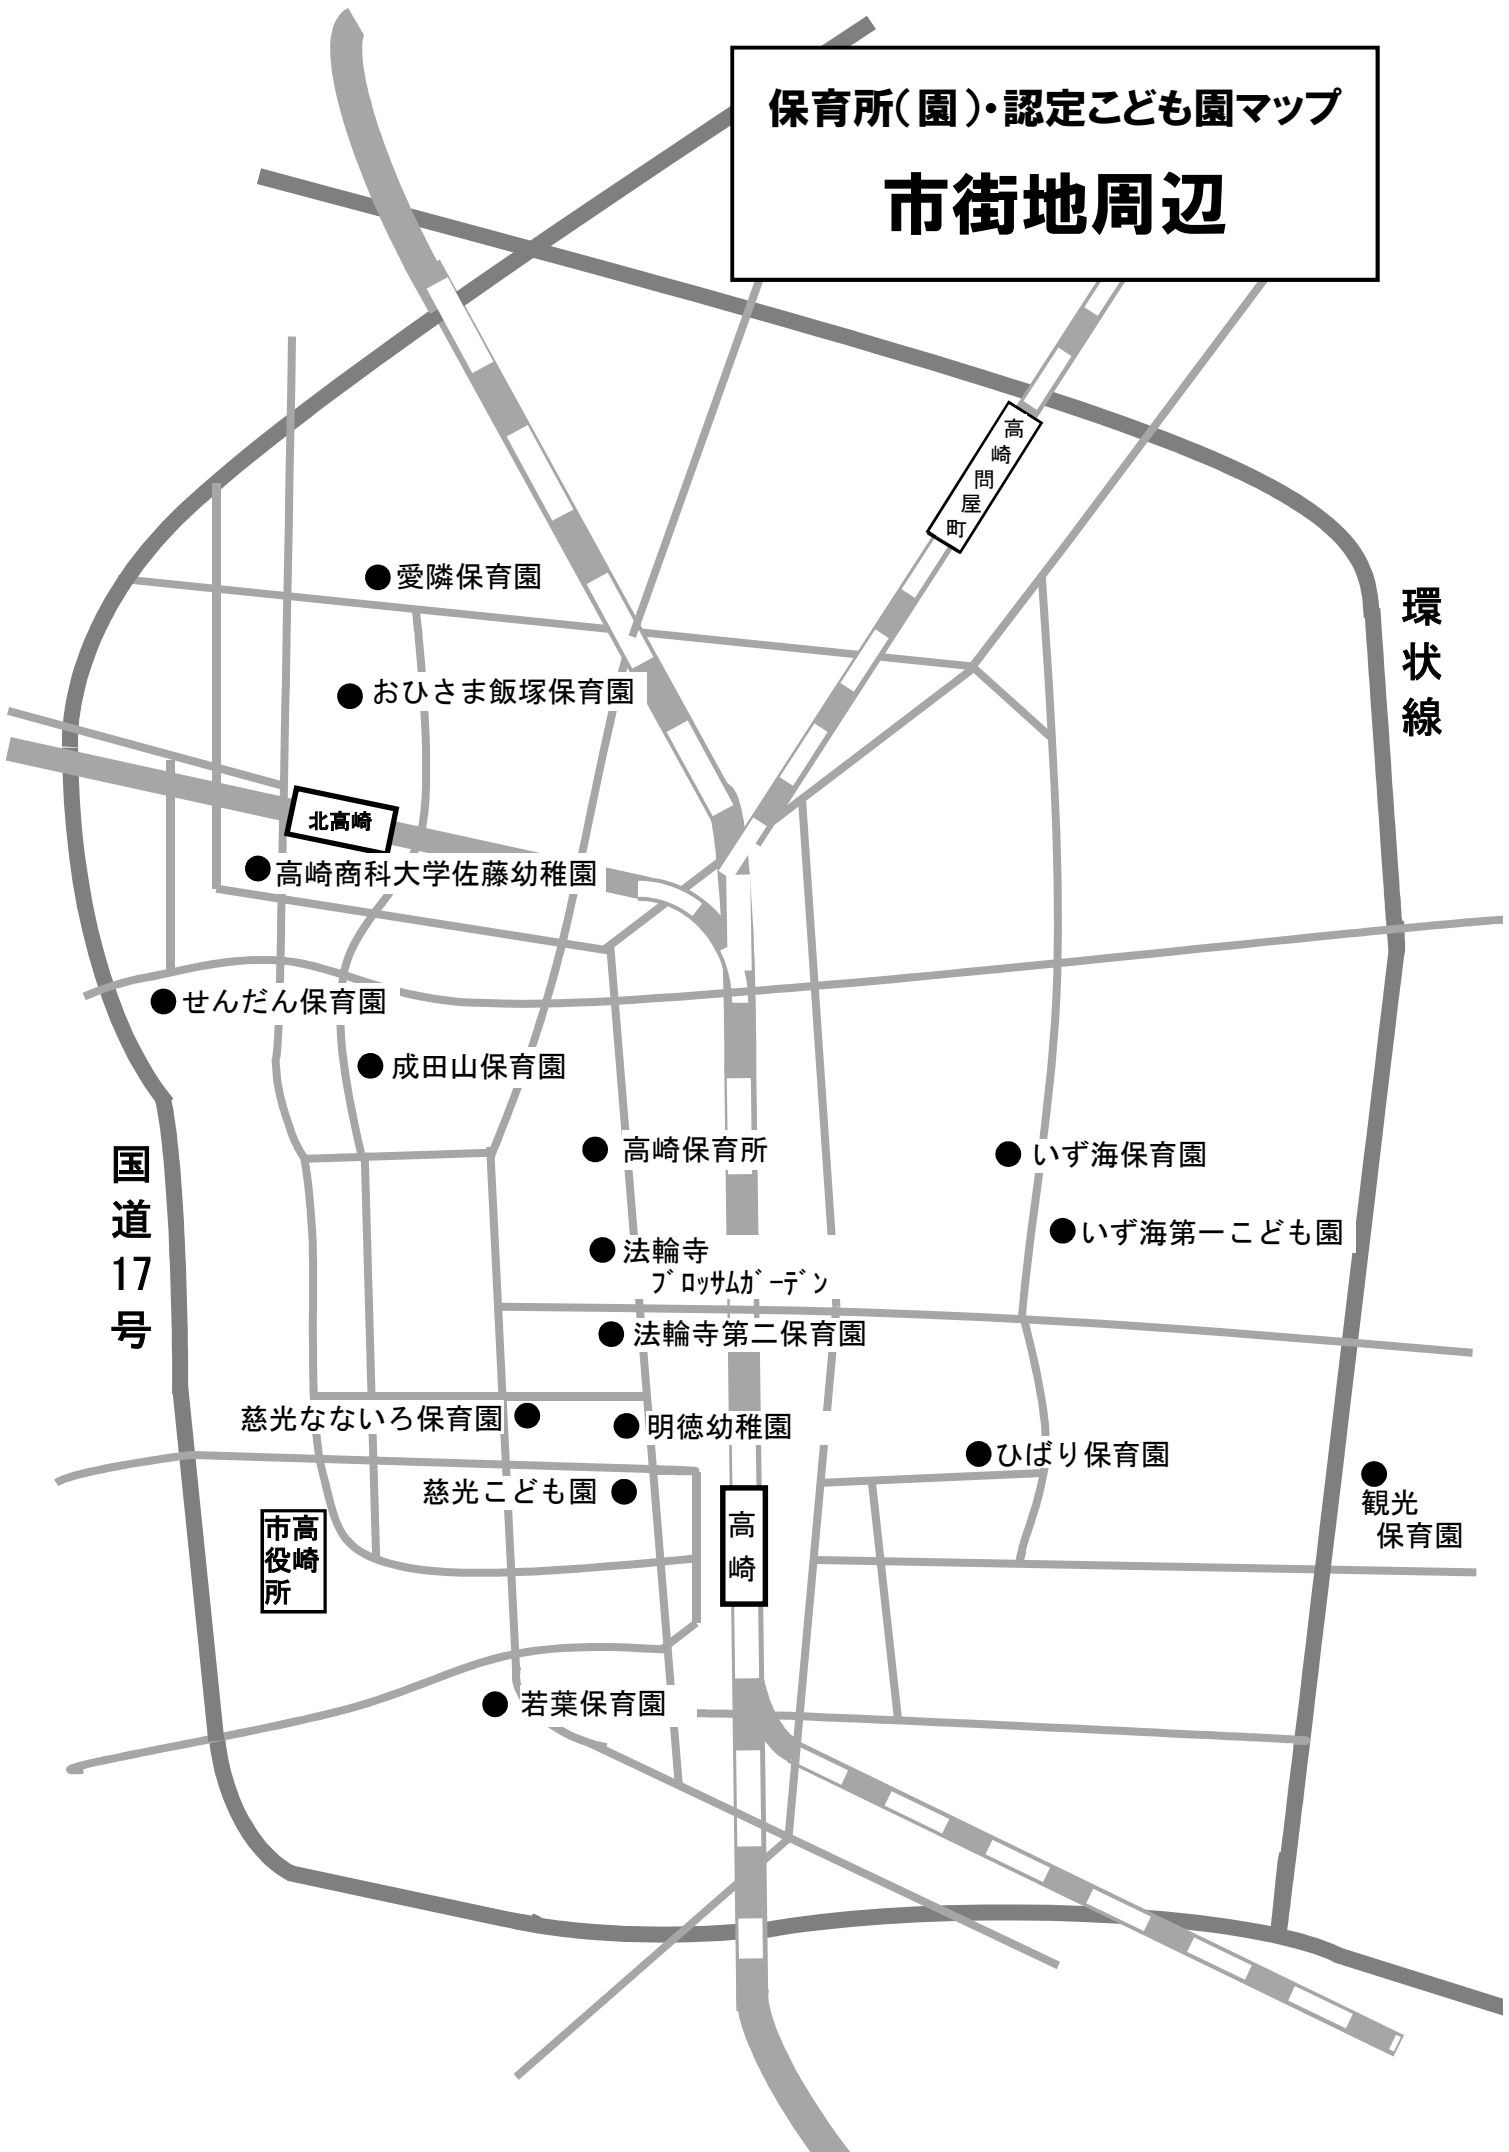 保育所(園)・認定こども園マップ
市街地周辺
高崎問屋町
愛隣保育園
環状線
おひさま飯塚保育園
北高崎
高崎商科大学佐藤幼稚園
せんだん保育園
成田山保育園
国道17号
高崎保育所
いず海保育園
いず海第一こども園
法輪寺
ブロッサムガーデン
法輪寺第二保育園
慈光なないろ保育園
明徳幼稚園
ひばり保育園
慈光こども園
観光
保育園
高崎
高崎
市役所
若葉保育園